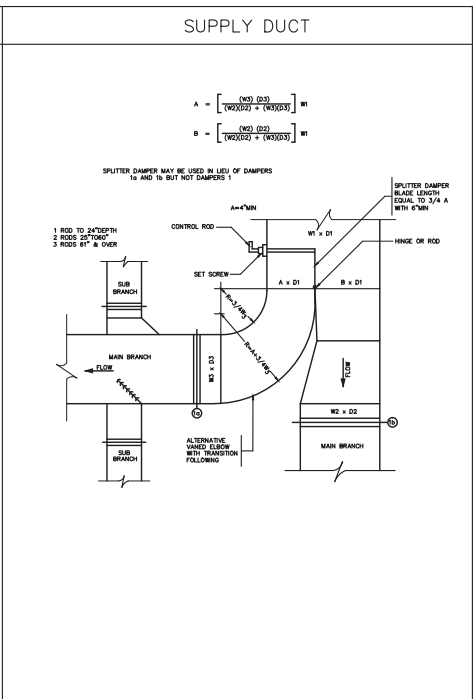 SUPPLY DUCT
A = [ (W3) (D3) / (W2)(D2) + (W3)(D3) ] W1
B = [ (W2) (D2) / (W2)(D2) + (W3)(D3) ] W1
SPLITTER DAMPER MAY BE USED IN LIEU OF DAMPERS
1a AND 1b BUT NOT DAMPERS 1
SPLITTER DAMPER
BLADE LENGTH
EQUAL TO 3/4 A
WITH 6"MIN
A=4"MIN
1 ROD TO 24"DEPTH
2 RODS 25"TO60"
3 RODS 61" & OVER
CONTROL ROD
W1 x D1
HINGE OR ROD
SET SCREW
SUB
BRANCH
A x D1
B x D1
R=3/4W3
MAIN BRANCH
FLOW
W3 x D3
R=A+3/4W3
FLOW
W2 x D2
1a
1b
MAIN BRANCH
SUB
BRANCH
ALTERNATIVE
VANED ELBOW
WITH TRANSITION
FOLLOWING